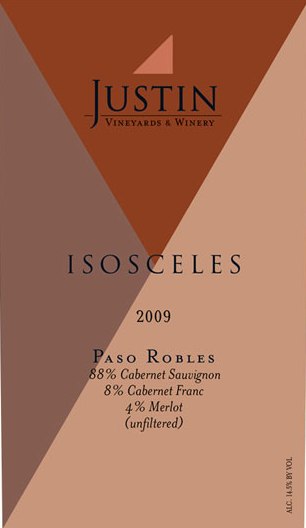 JUSTIN
VINEYARDS & WINERY
ISOSCELES
2009
PASO ROBLES
88% Cabernet Sauvignon
8% Cabernet Franc
4% Merlot
(unfiltered)
ALC. 14.5% BY VOL.